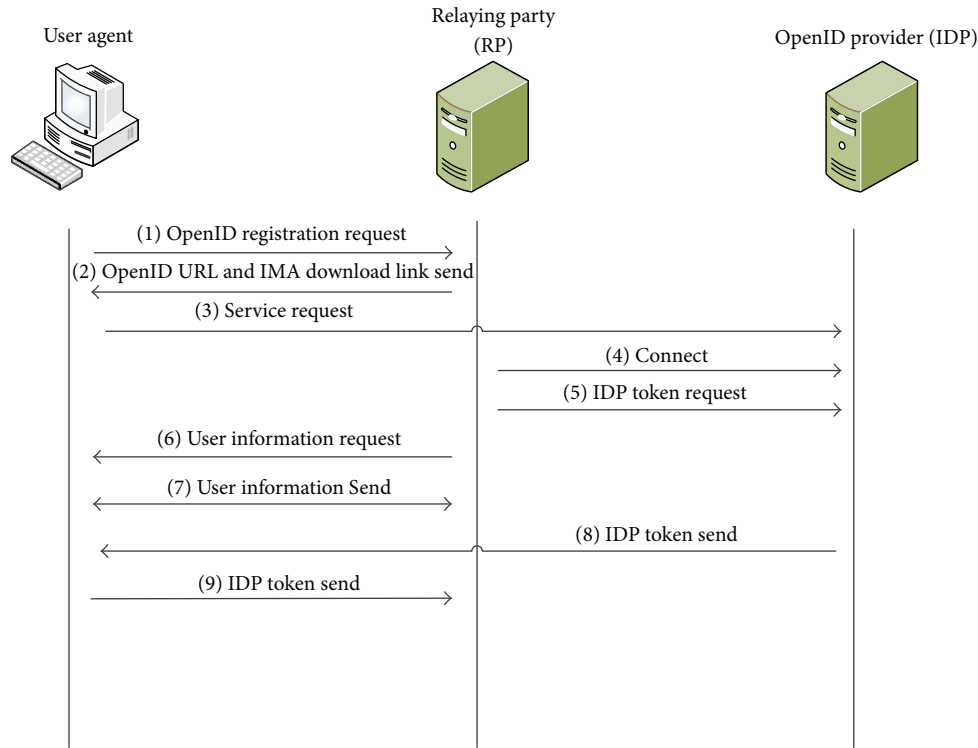 User agent
Relaying party
(RP)
OpenID provider (IDP)
(1) OpenID registration request
(2) OpenID URL and IMA download link send
(3) Service request
(4) Connect
(5) IDP token request
(6) User information request
(7) User information Send
(8) IDP token send
(9) IDP token send